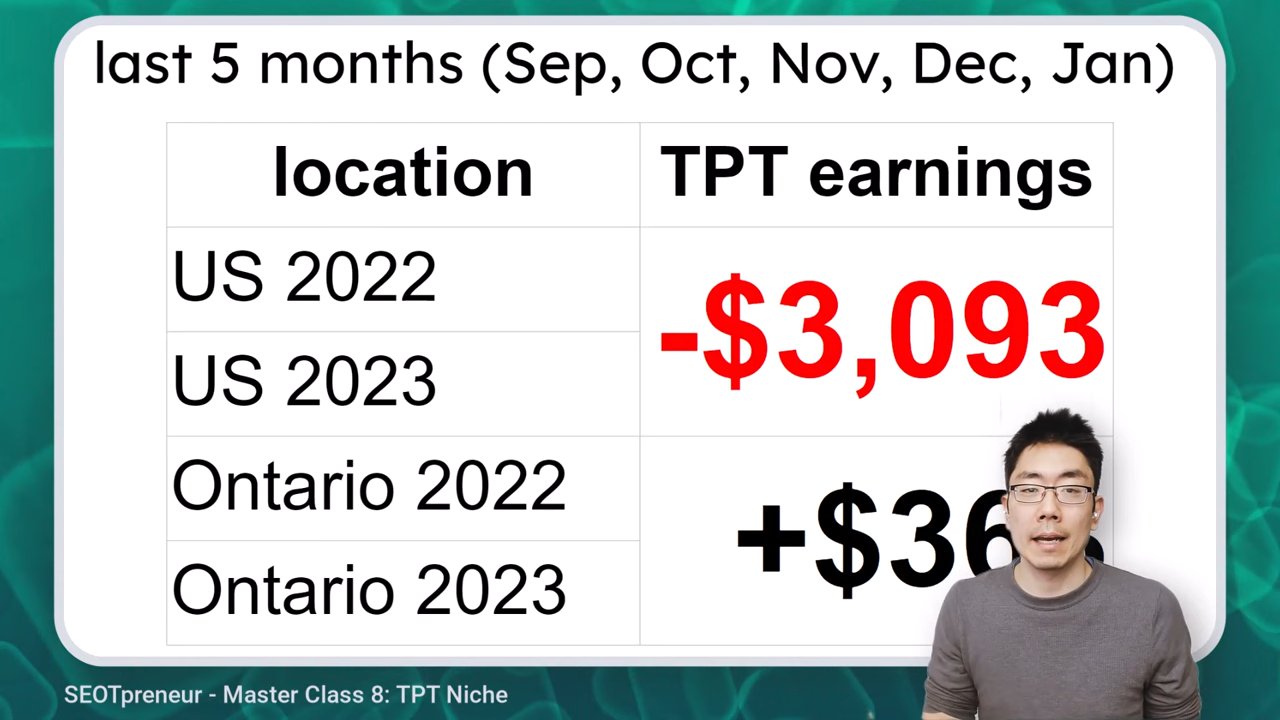 last 5 months (Sep, Oct, Nov, Dec, Jan)
location TPT earnings
US 2022
-$3,093
US 2023
Ontario 2022
Ontario 2023
SEOTpreneur - Master Class 8: TPT Niche